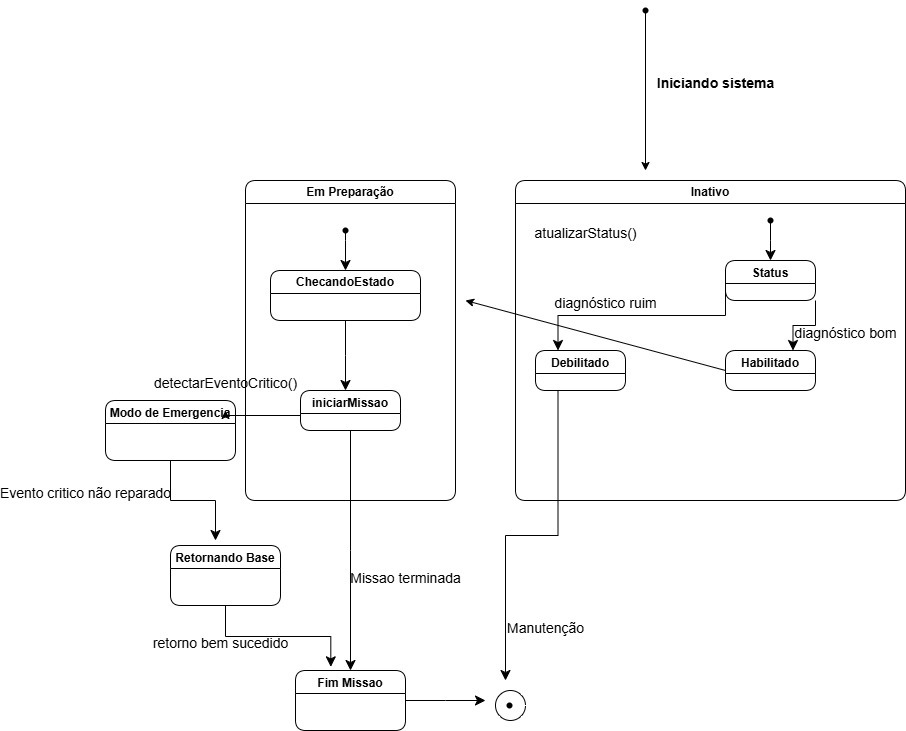 Iniciando sistema
Em Preparação
Inativo
atualizarStatus()
Status
ChecandoEstado
diagnóstico ruim
diagnóstico bom
Debilitado
Habilitado
detectarEventoCritico()
iniciarMissao
Modo de Emergencia
Evento critico não reparado
Retornando Base
Missao terminada
Manutenção
retorno bem sucedido
Fim Missao